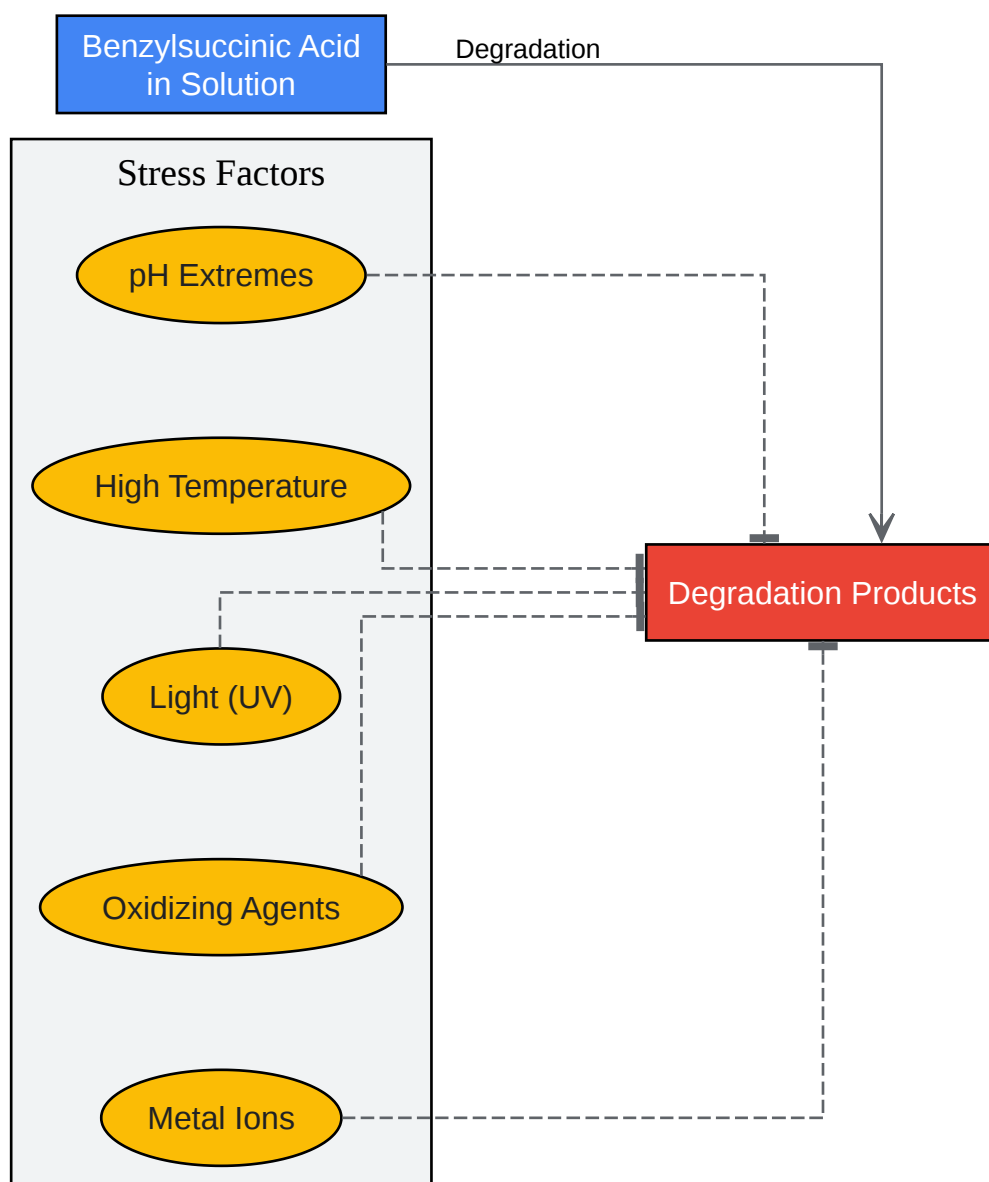 Benzylsuccinic Acid
in Solution
Degradation
Stress Factors
pH Extremes
High Temperature
Degradation Products
Light (UV)
Oxidizing Agents
Metal Ions